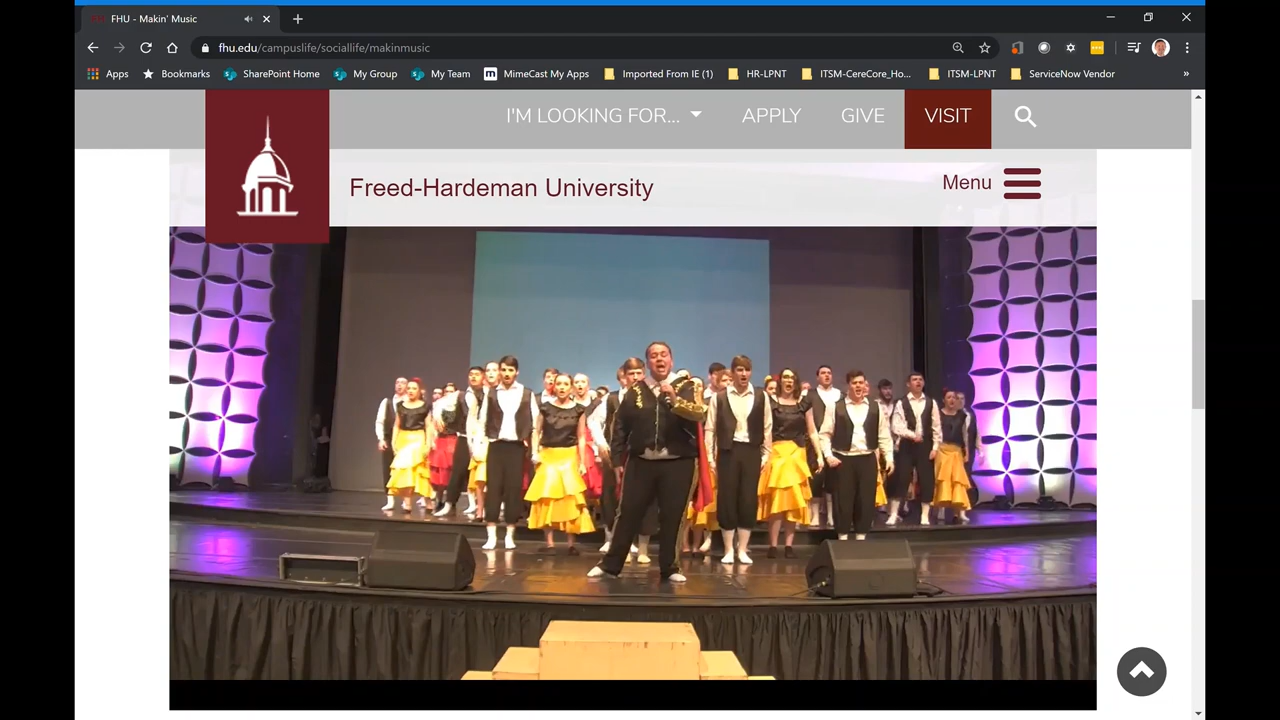 FHU - Makin' Music
fhu.edu/campuslife/sociallife/makinmusic
Apps Bookmarks SharePoint Home My Group My Team MimeCast My Apps Imported From IE (1) HR-LPNT ITSM-CereCore_Ho... ITSM-LPNT ServiceNow Vendor »
I'M LOOKING FOR... APPLY GIVE VISIT
Freed-Hardeman University Menu